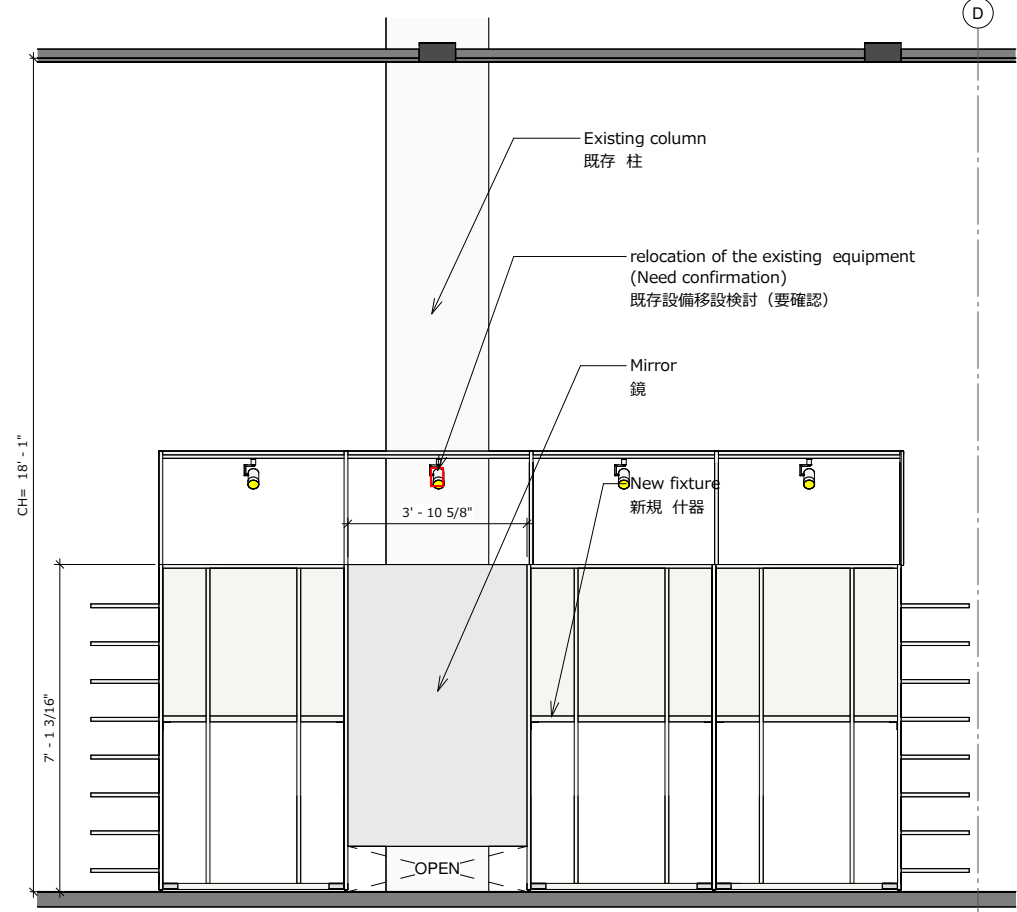 D
Existing column
既存 柱
relocation of the existing equipment
(Need confirmation)
既存設備移設検討（要確認）
Mirror
鏡
CH= 18' - 1"
New fixture
新規 什器
3' - 10 5/8"
7' - 1 3/16"
OPEN